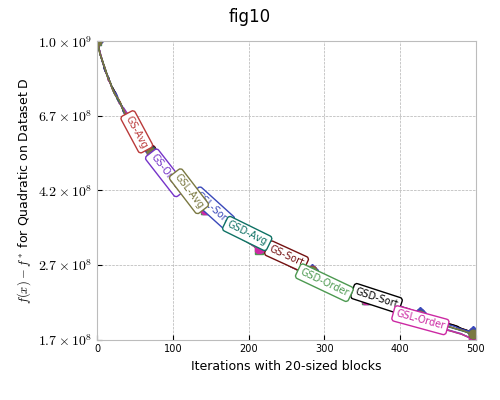 fig10
f(x) − f* for Quadratic on Dataset D
1.0 × 10⁹
6.7 × 10⁸
4.2 × 10⁸
2.7 × 10⁸
1.7 × 10⁸
GS-Avg
GSL-Avg
GSD-Avg
GS-Sort
GSD-Order
GSD-Sort
GSL-Order
0 100 200 300 400 500
Iterations with 20-sized blocks